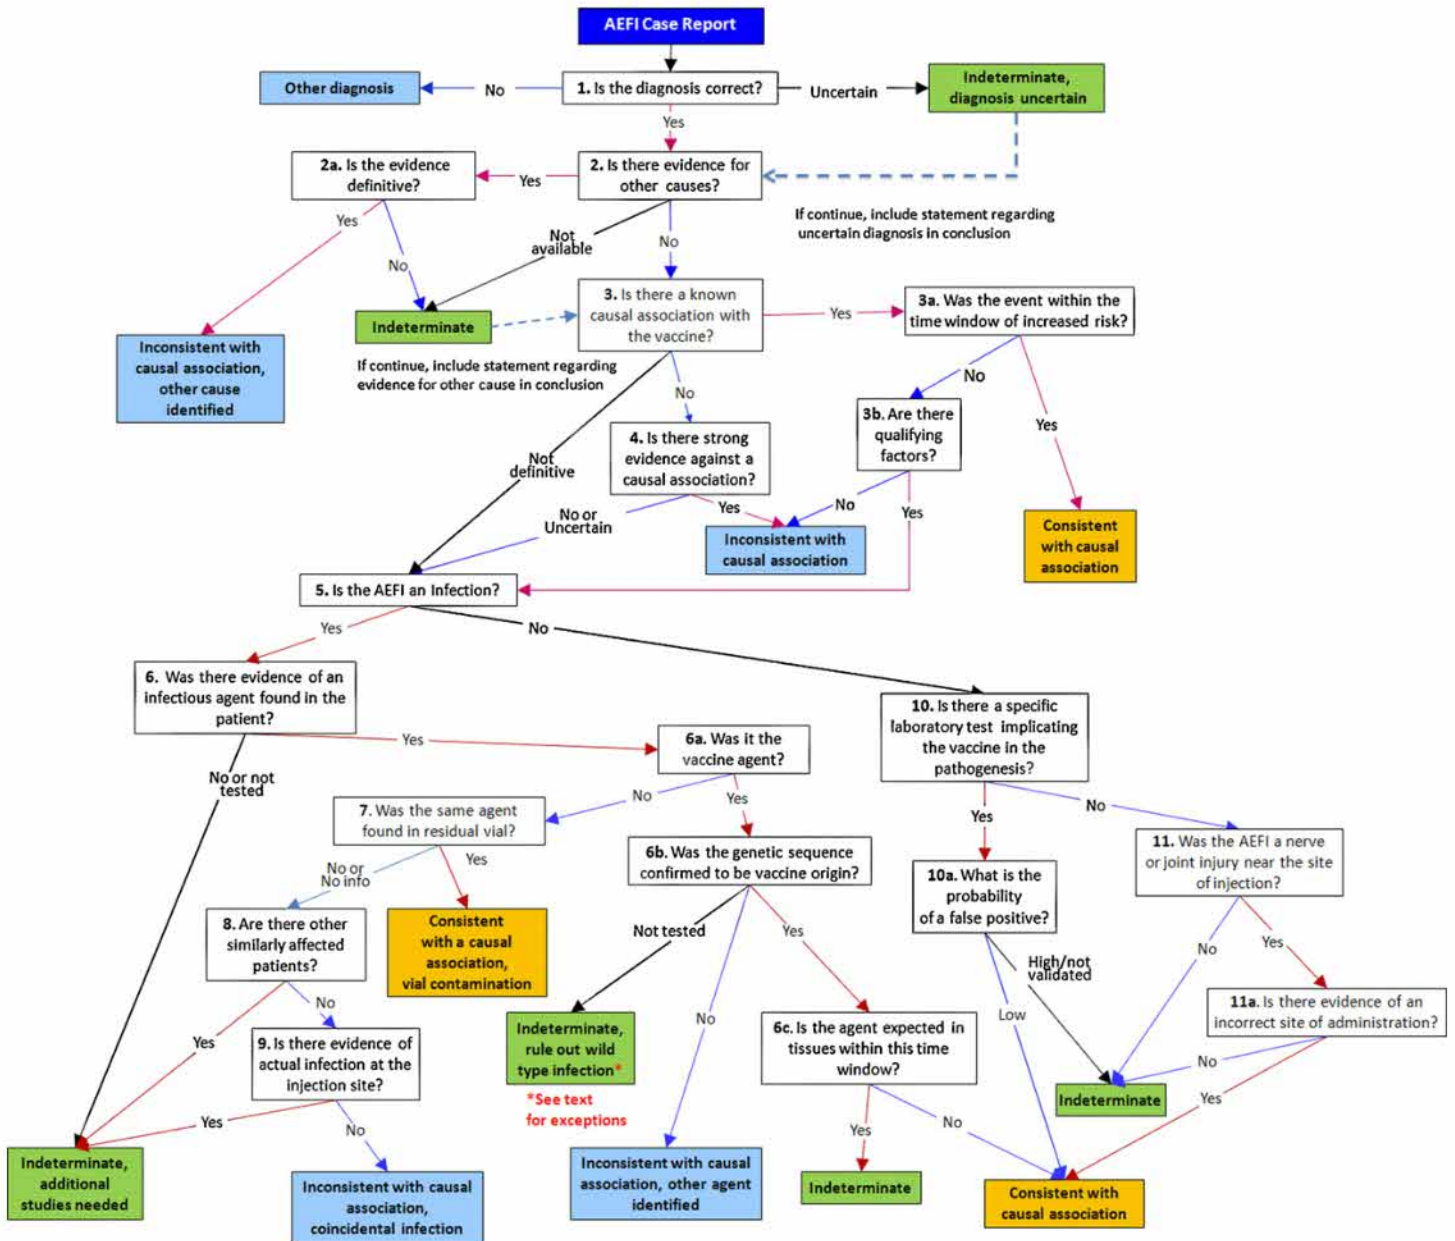 AEFI Case Report
Other diagnosis
No
1. Is the diagnosis correct?
Uncertain
Indeterminate,
diagnosis uncertain
Yes
2a. Is the evidence
definitive?
Yes
2. Is there evidence for
other causes?
Yes
No
Not
available
No
If continue, include statement regarding
uncertain diagnosis in conclusion
Indeterminate
3. Is there a known
causal association with
the vaccine?
Yes
3a. Was the event within the
time window of increased risk?
Inconsistent with
causal association,
other cause
identified
If continue, include statement regarding
evidence for other cause in conclusion
No
No
Yes
3b. Are there
qualifying
factors?
4. Is there strong
evidence against a
causal association?
Not
definitive
No or
Uncertain
Yes
No
Yes
Inconsistent with
causal association
Consistent
with causal
association
5. Is the AEFI an Infection?
Yes
No
6. Was there evidence of an
infectious agent found in the
patient?
Yes
No or not
tested
6a. Was it the
vaccine agent?
10. Is there a specific
laboratory test implicating
the vaccine in the
pathogenesis?
No
Yes
Yes
No
7. Was the same agent
found in residual vial?
No or
No info
Yes
6b. Was the genetic sequence
confirmed to be vaccine origin?
10a. What is the
probability
of a false positive?
11. Was the AEFI a nerve
or joint injury near the site
of injection?
8. Are there other
similarly affected
patients?
Consistent
with a causal
association,
vial contamination
Not tested
Yes
No
High/not
validated
Low
No
Yes
11a. Is there evidence of an
incorrect site of administration?
Yes
No
9. Is there evidence of
actual infection at the
injection site?
Indeterminate,
rule out wild
type infection*
*See text
for exceptions
6c. Is the agent expected in
tissues within this time
window?
No
Yes
Indeterminate
Yes
No
Yes
No
Indeterminate,
additional
studies needed
Inconsistent with causal
association,
coincidental infection
Inconsistent with causal
association, other agent
identified
Indeterminate
Consistent with
causal association